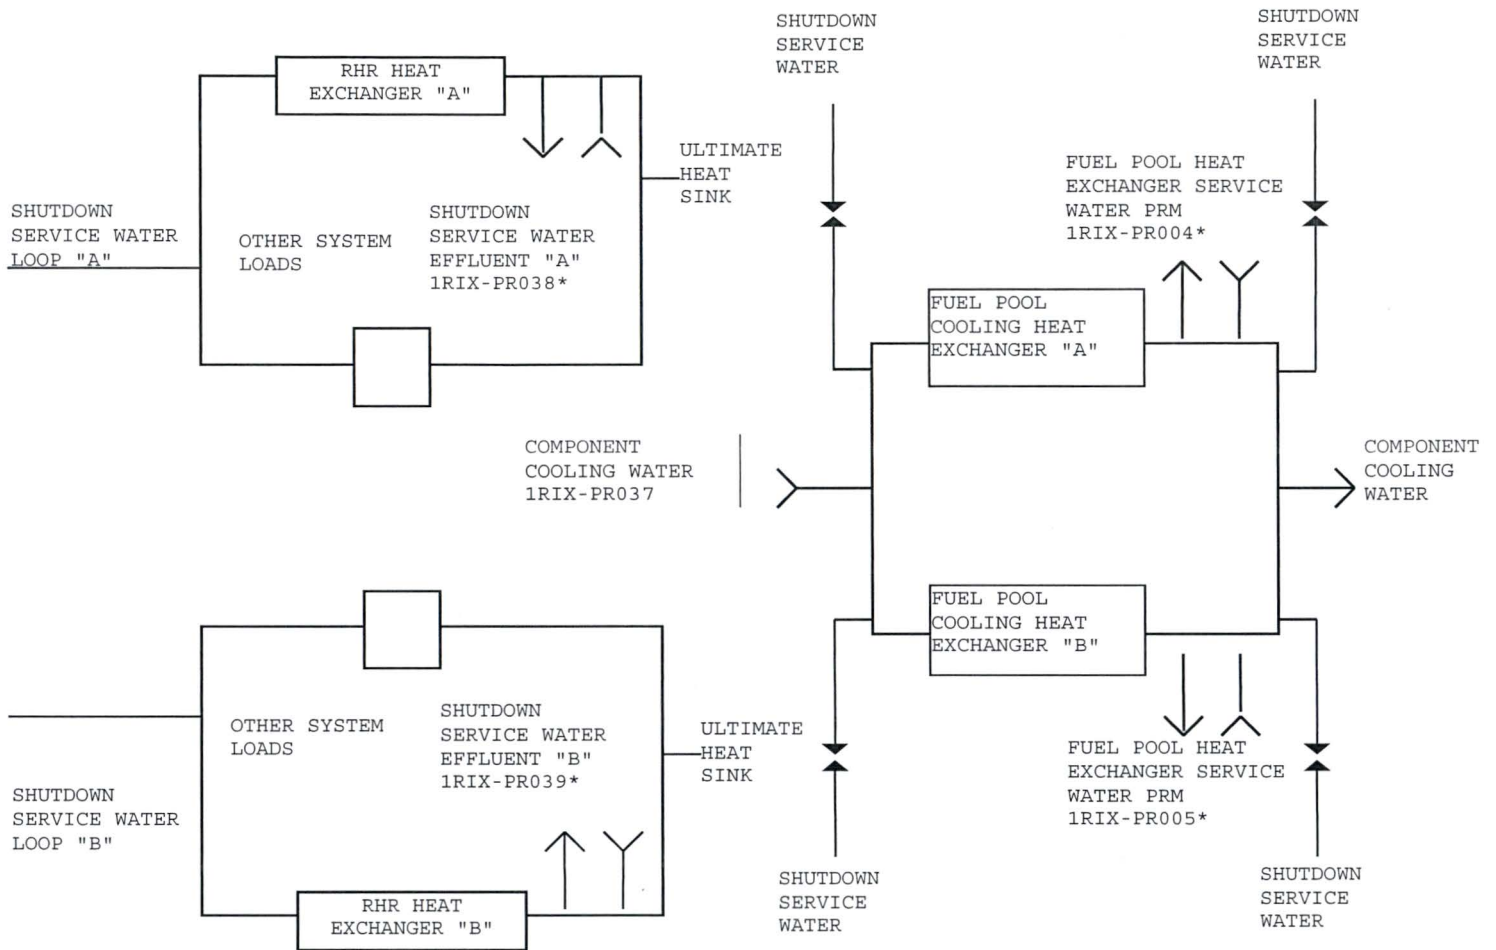 SHUTDOWN
SERVICE
WATER
SHUTDOWN
SERVICE
WATER
RHR HEAT
EXCHANGER "A"
ULTIMATE
HEAT
SINK
FUEL POOL HEAT
EXCHANGER SERVICE
WATER PRM
1RIX-PR004*
SHUTDOWN
SERVICE WATER
LOOP "A"
OTHER SYSTEM
LOADS
SHUTDOWN
SERVICE WATER
EFFLUENT "A"
1RIX-PR038*
FUEL POOL
COOLING HEAT
EXCHANGER "A"
COMPONENT
COOLING WATER
1RIX-PR037
COMPONENT
COOLING
WATER
FUEL POOL
COOLING HEAT
EXCHANGER "B"
OTHER SYSTEM
LOADS
SHUTDOWN
SERVICE WATER
EFFLUENT "B"
1RIX-PR039*
ULTIMATE
HEAT
SINK
FUEL POOL HEAT
EXCHANGER SERVICE
WATER PRM
1RIX-PR005*
SHUTDOWN
SERVICE WATER
LOOP "B"
RHR HEAT
EXCHANGER "B"
SHUTDOWN
SERVICE
WATER
SHUTDOWN
SERVICE
WATER